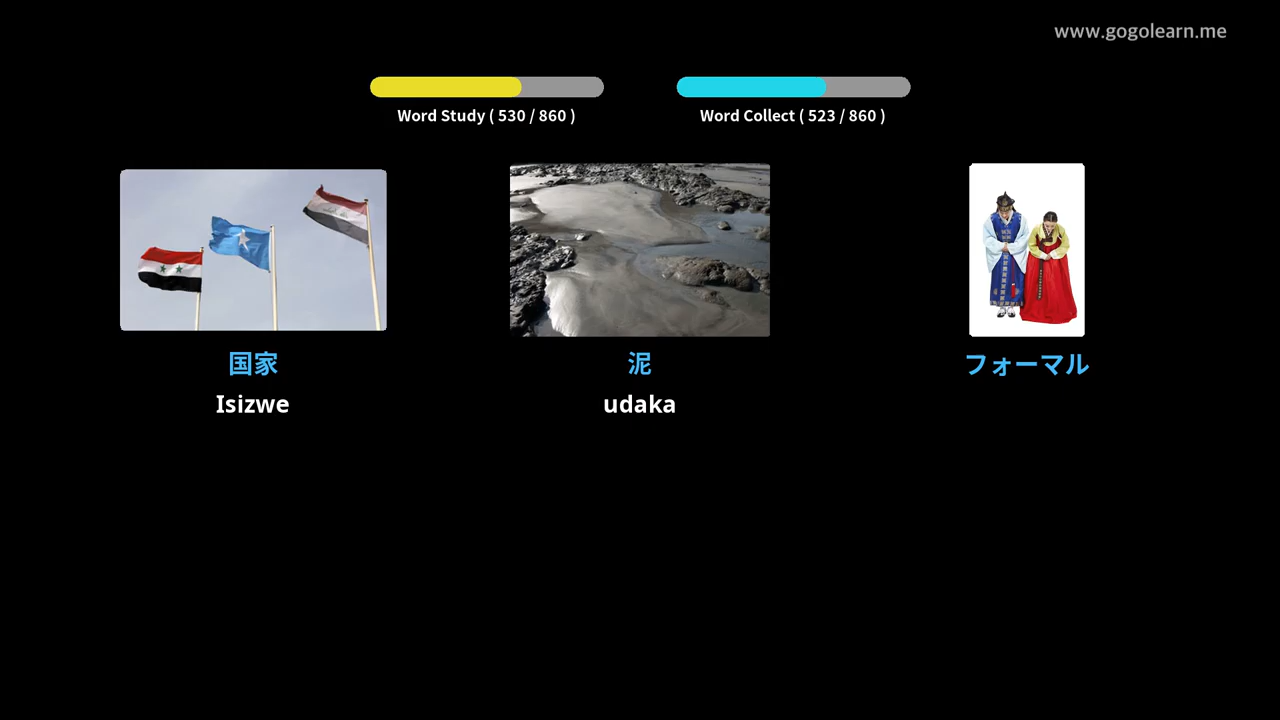 www.gogolearn.me
Word Study ( 530 / 860 )
Word Collect ( 523 / 860 )
国家
泥
フォーマル
Isizwe
udaka